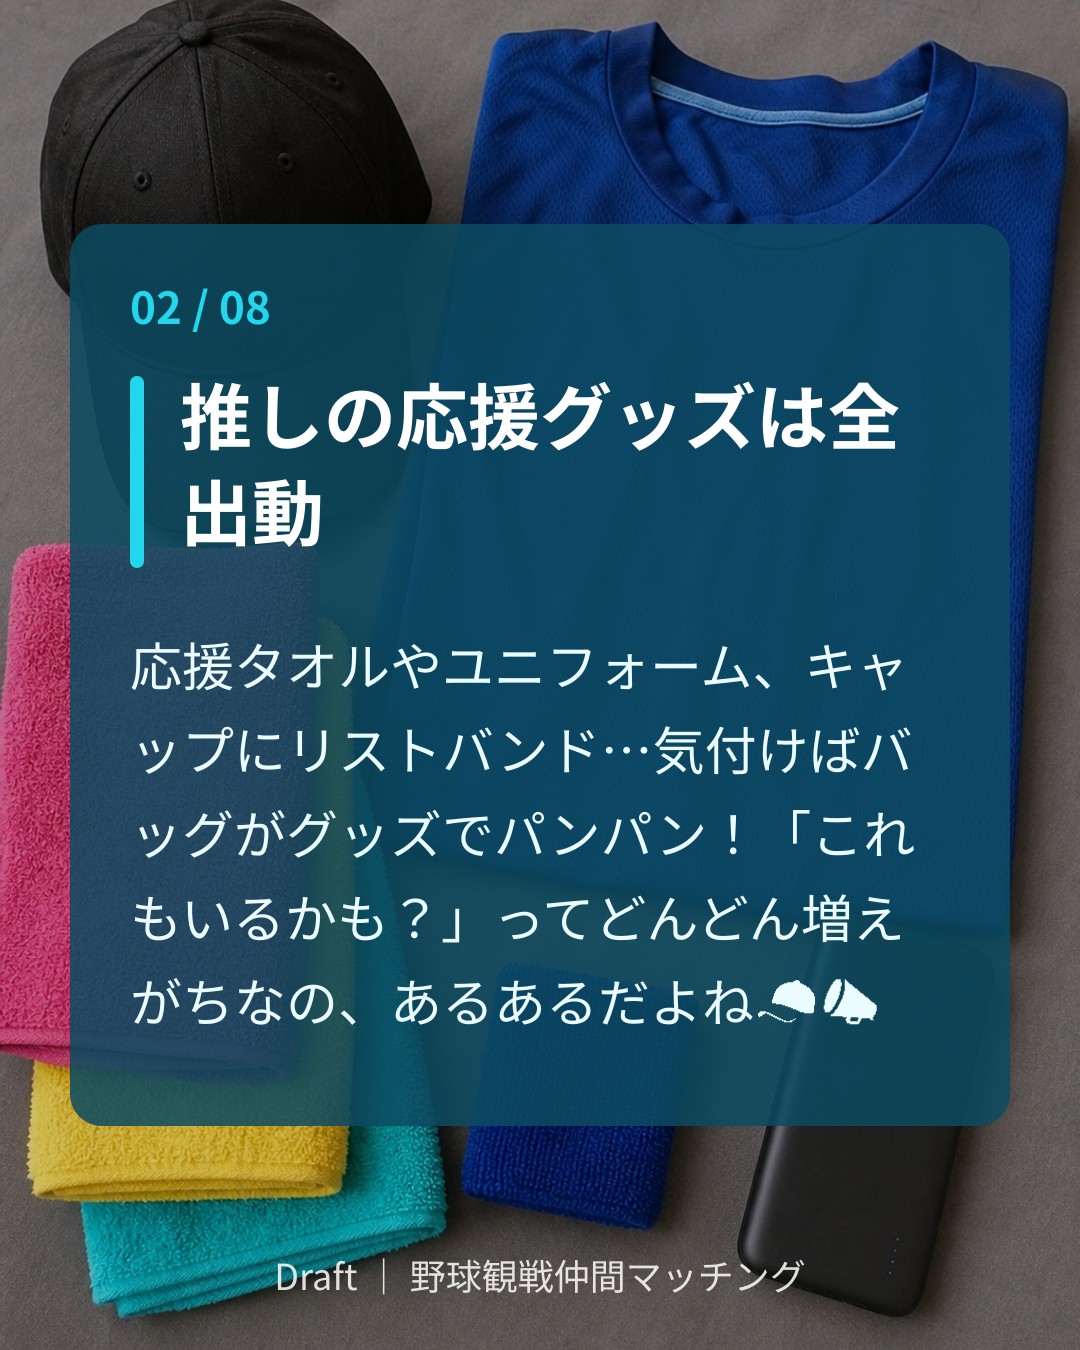 02 / 08
推しの応援グッズは全
出動
応援タオルやユニフォーム、キャ
ップにリストバンド…気付けばバ
ッグがグッズでパンパン！「これ
もいるかも？」ってどんどん増え
がちなの、あるあるだよね🧢📣
Draft ｜ 野球観戦仲間マッチング